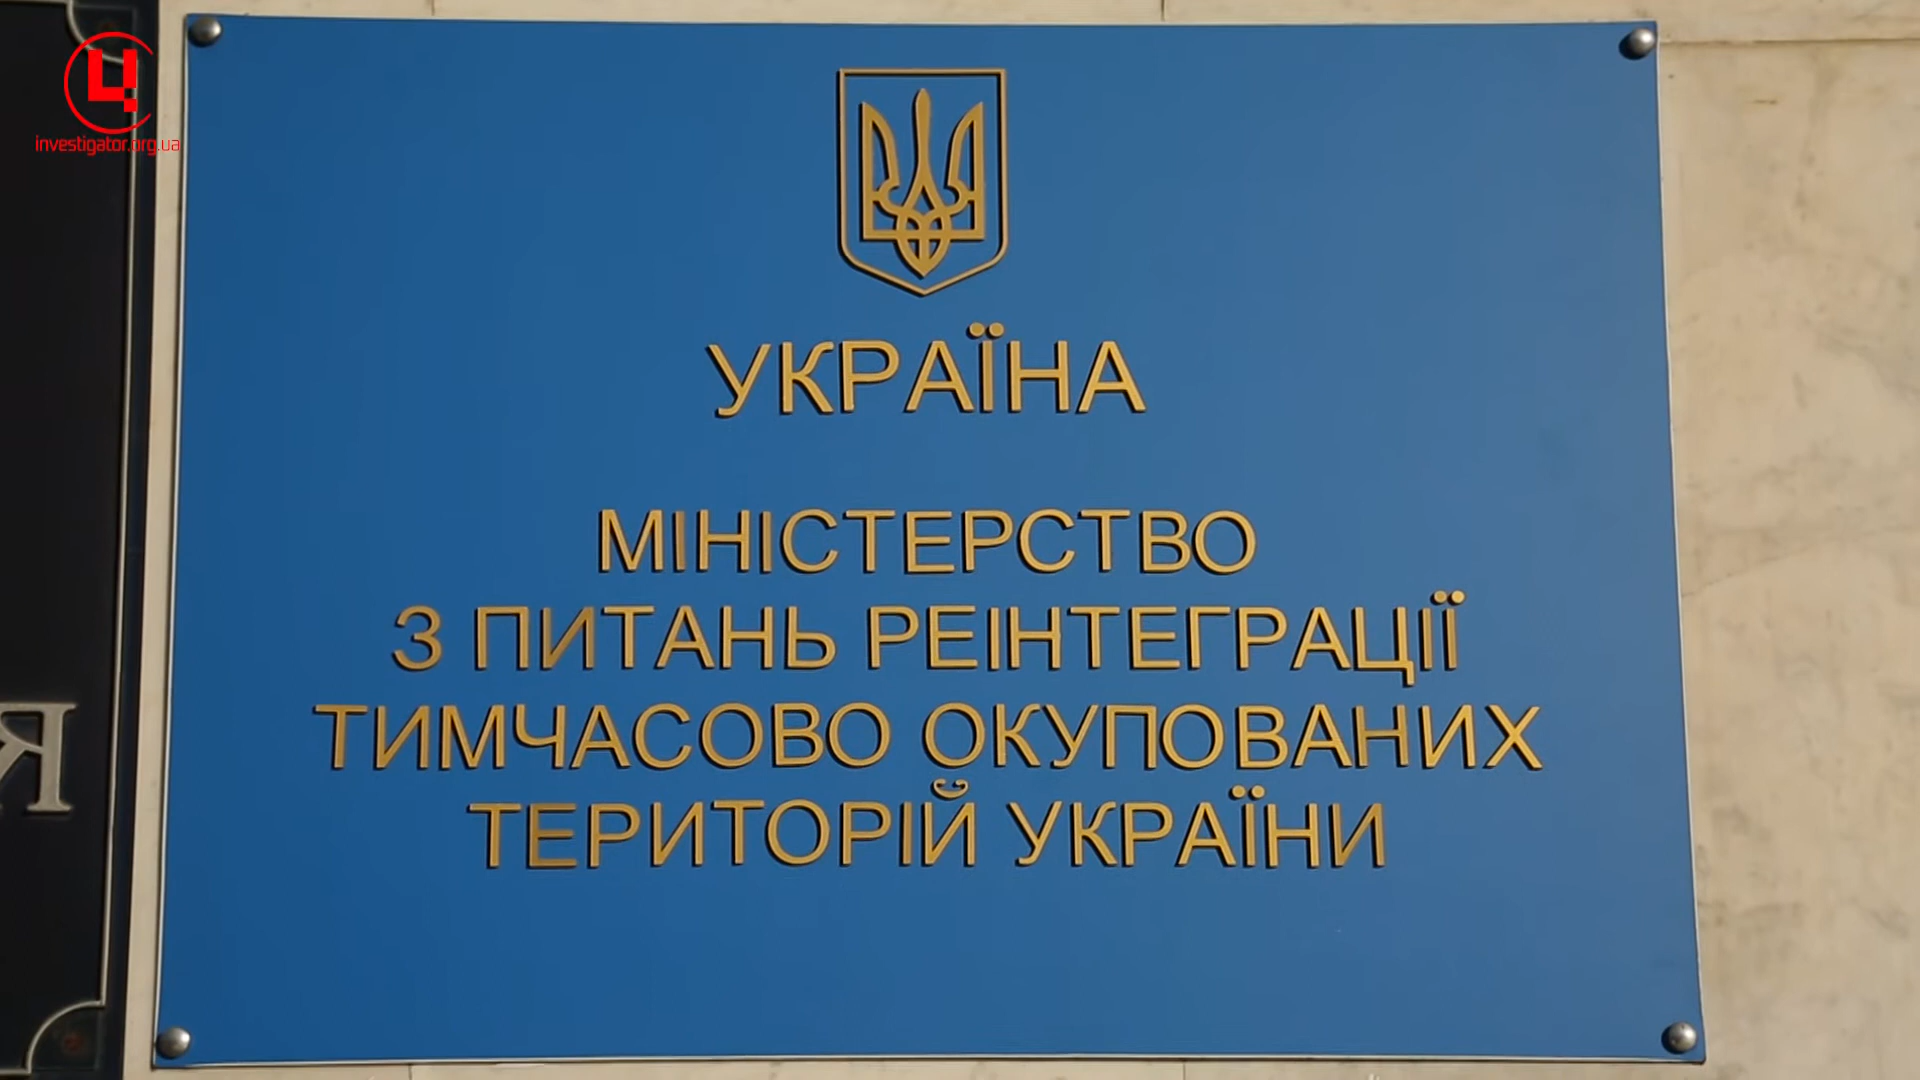 Ц
investigator.org.ua
УКРАЇНА
МІНІСТЕРСТВО
З ПИТАНЬ РЕІНТЕГРАЦІЇ
ТИМЧАСОВО ОКУПОВАНИХ
ТЕРИТОРІЙ УКРАЇНИ
Я